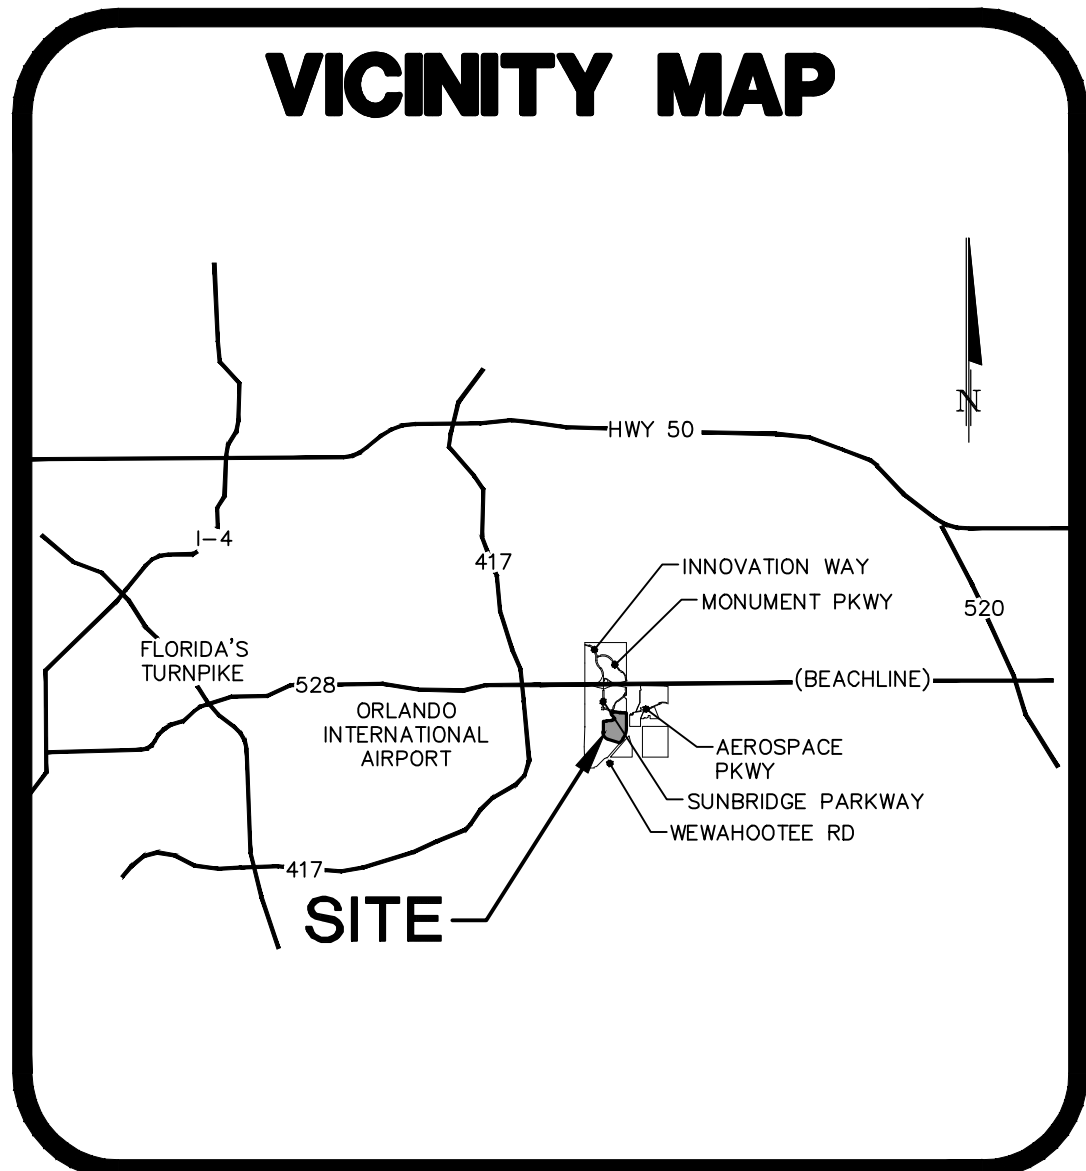 VICINITY MAP
N
HWY 50
I-4
417
INNOVATION WAY
MONUMENT PKWY
520
FLORIDA'S
TURNPIKE
528
(BEACHLINE)
ORLANDO
INTERNATIONAL
AIRPORT
AEROSPACE
PKWY
SUNBRIDGE PARKWAY
WEWAHOOTEE RD
417
SITE